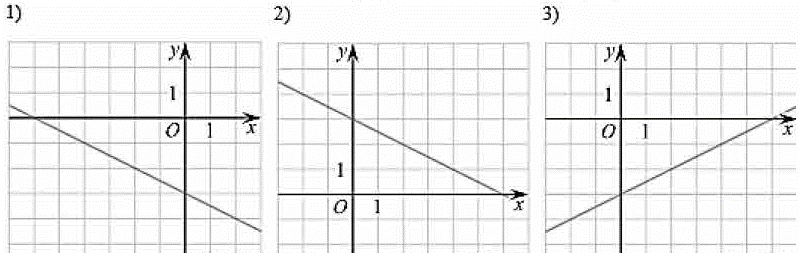 1) 2) 3)
y y y
1 1
O 1 x O 1 x
1
O 1 x